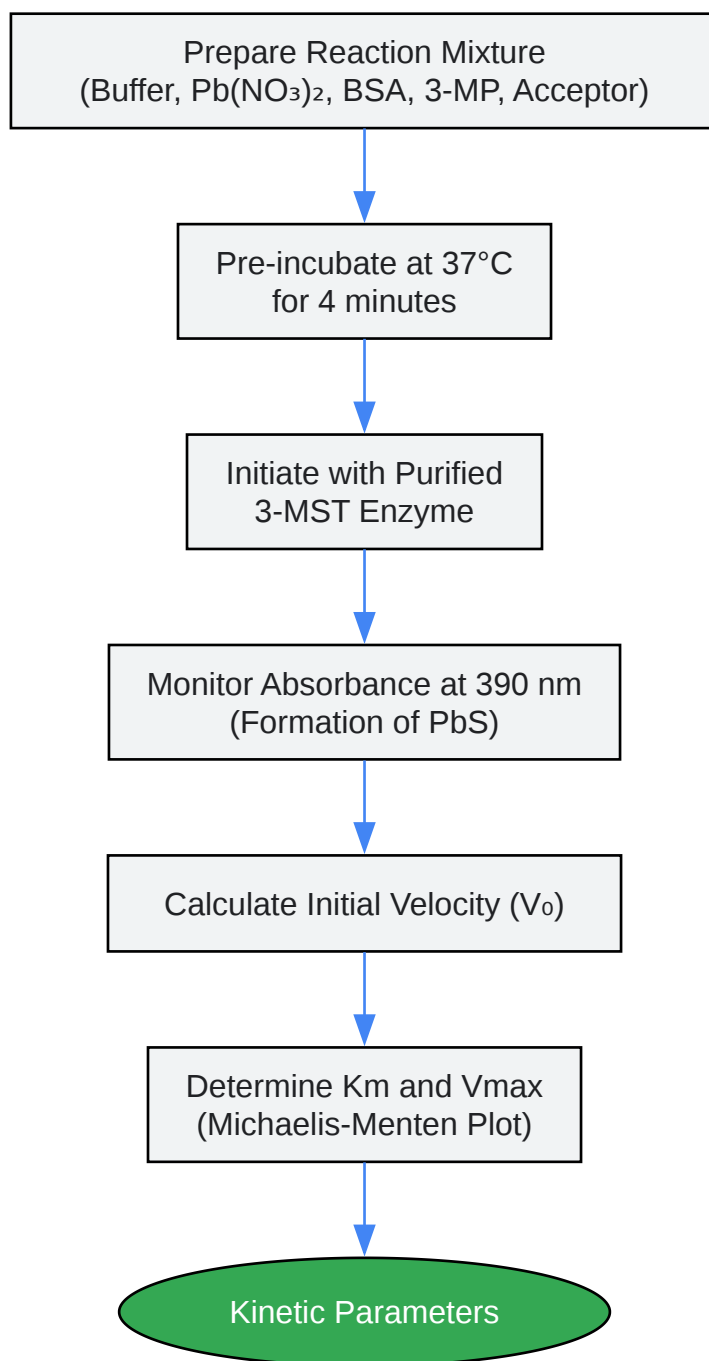 Prepare Reaction Mixture
(Buffer, Pb(NO₃)₂, BSA, 3-MP, Acceptor)
Pre-incubate at 37°C
for 4 minutes
Initiate with Purified
3-MST Enzyme
Monitor Absorbance at 390 nm
(Formation of PbS)
Calculate Initial Velocity (V₀)
Determine Km and Vmax
(Michaelis-Menten Plot)
Kinetic Parameters